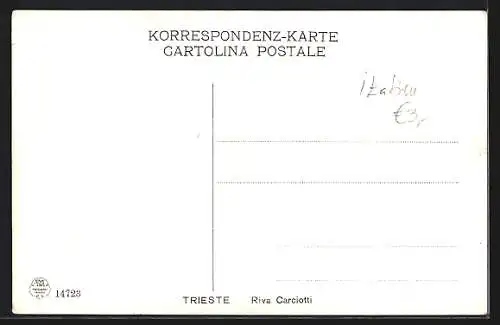 KORRESPONDENZ-KARTE
CARTOLINA POSTALE
Italien
€3,
14723
TRIESTE Riva Carciotti